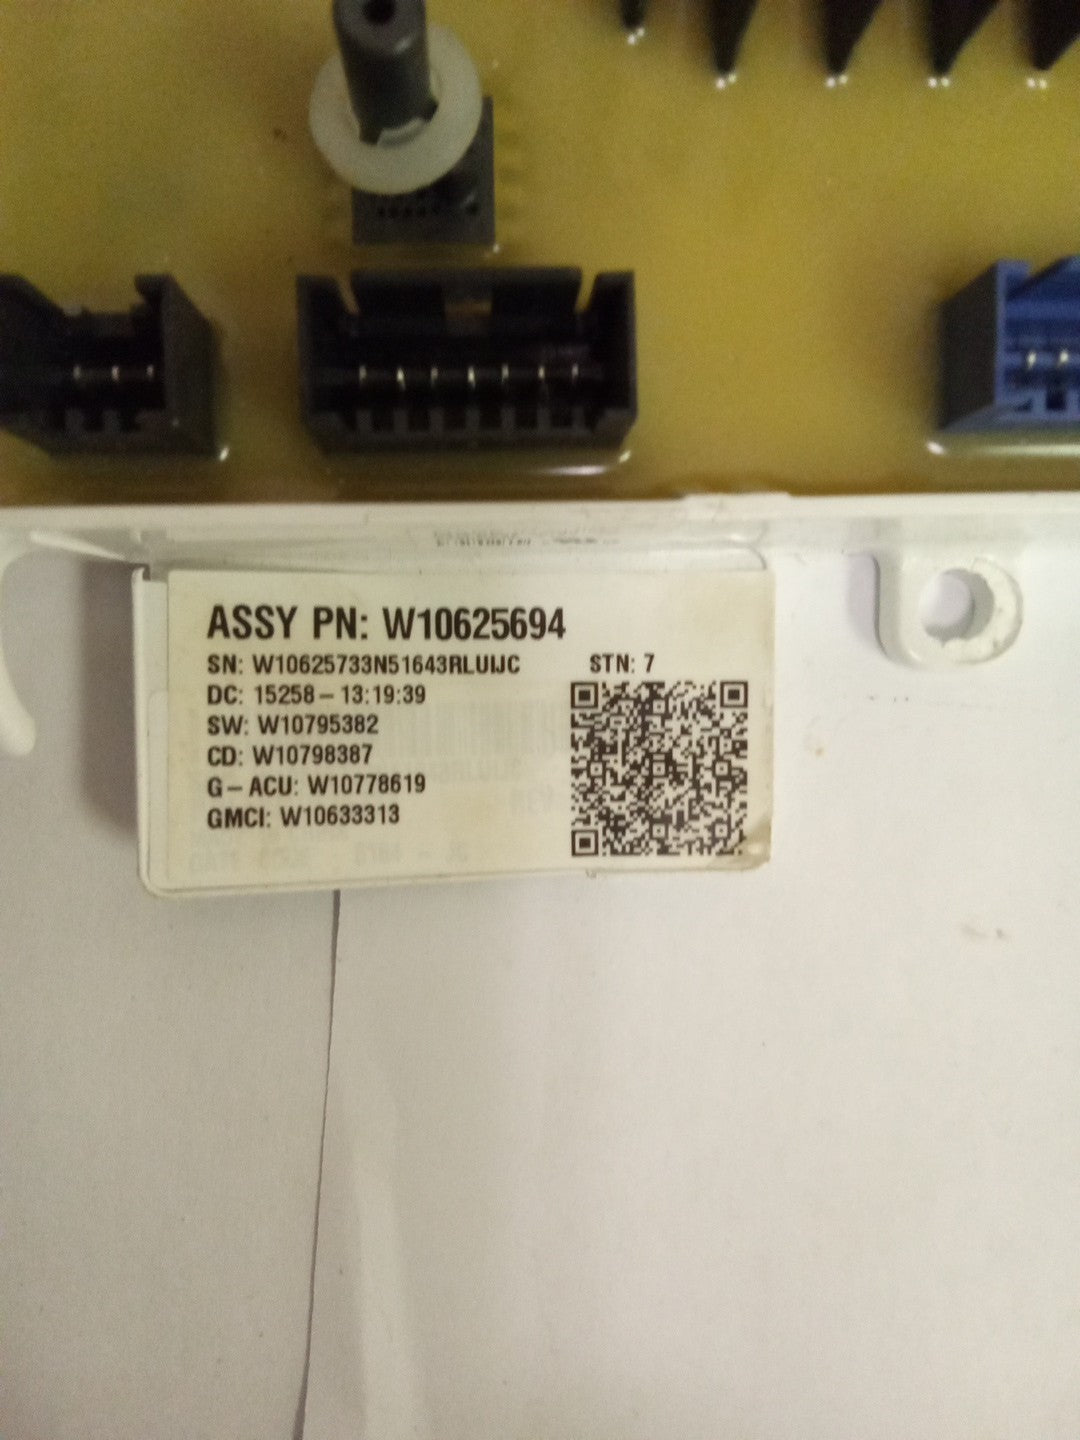 ASSY PN: W10625694
SN: W10625733N51643RLUIJC STN: 7
DC: 15258-13:19:39
SW: W10795382
CD: W10798387
G-ACU: W10778619
GMCI: W10633313